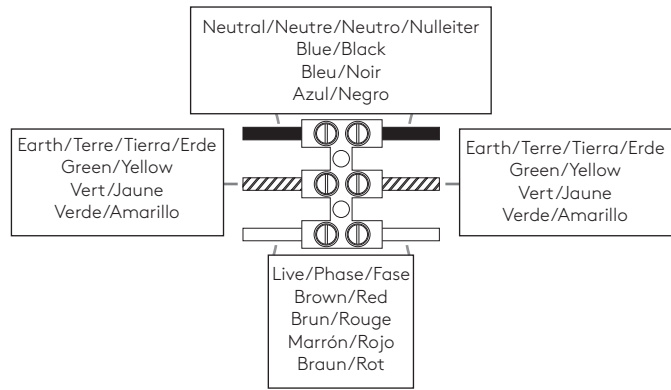 Neutral/Neutre/Neutro/Nulleiter
Blue/Black
Bleu/Noir
Azul/Negro
Earth/Terre/Tierra/Erde
Green/Yellow
Vert/Jaune
Verde/Amarillo
Earth/Terre/Tierra/Erde
Green/Yellow
Vert/Jaune
Verde/Amarillo
Live/Phase/Fase
Brown/Red
Brun/Rouge
Marrón/Rojo
Braun/Rot